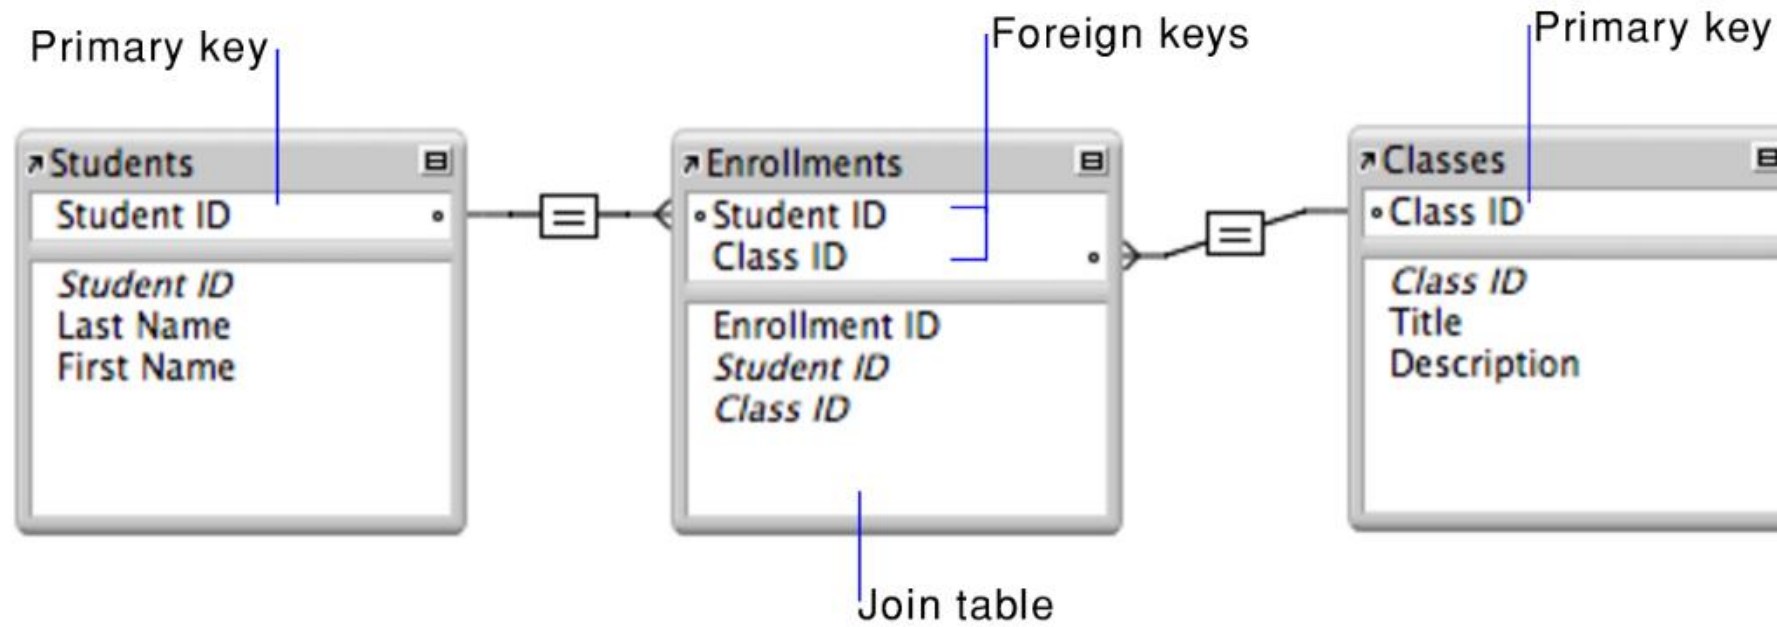 Primary key
Foreign keys
Primary key
Students
Student ID
Student ID
Last Name
First Name
Enrollments
Student ID
Class ID
Enrollment ID
Student ID
Class ID
Classes
Class ID
Class ID
Title
Description
Join table